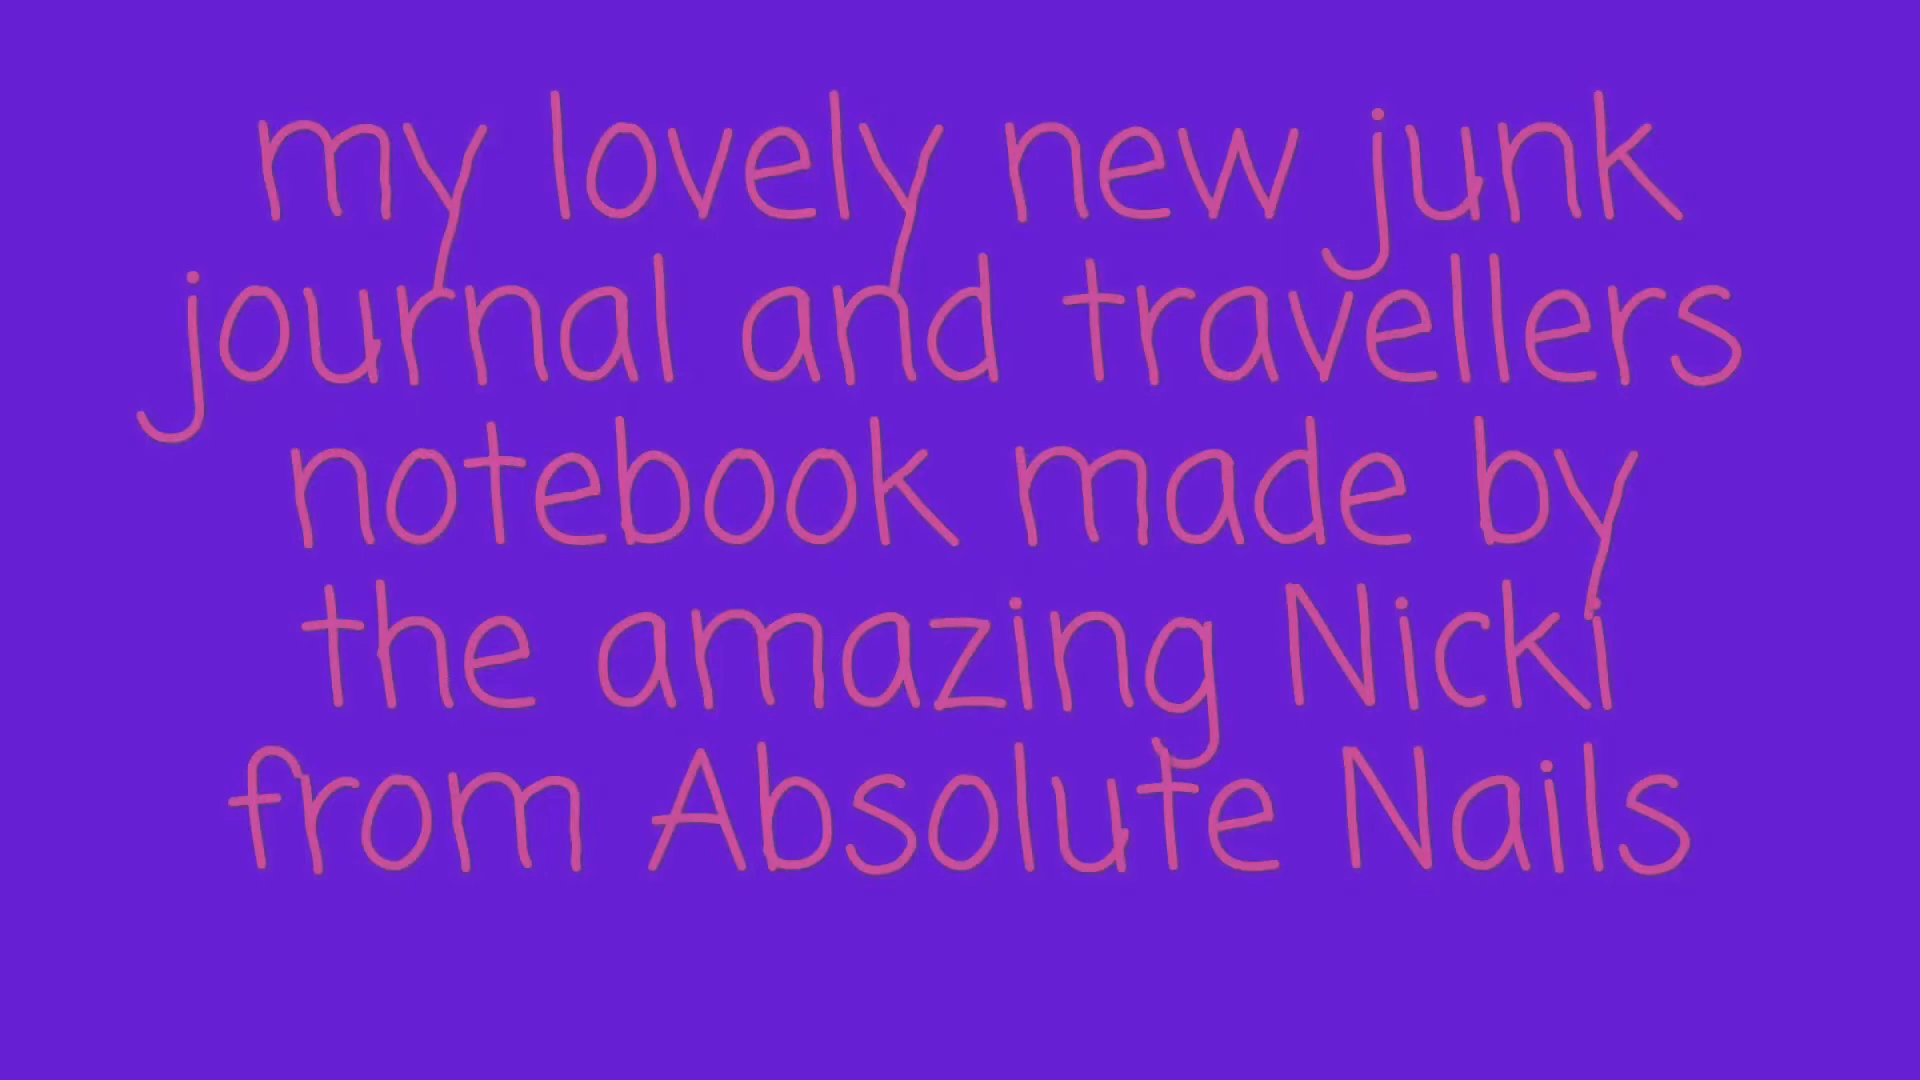 my lovely new junk
journal and travellers
notebook made by
the amazing Nicki
from Absolute Nails